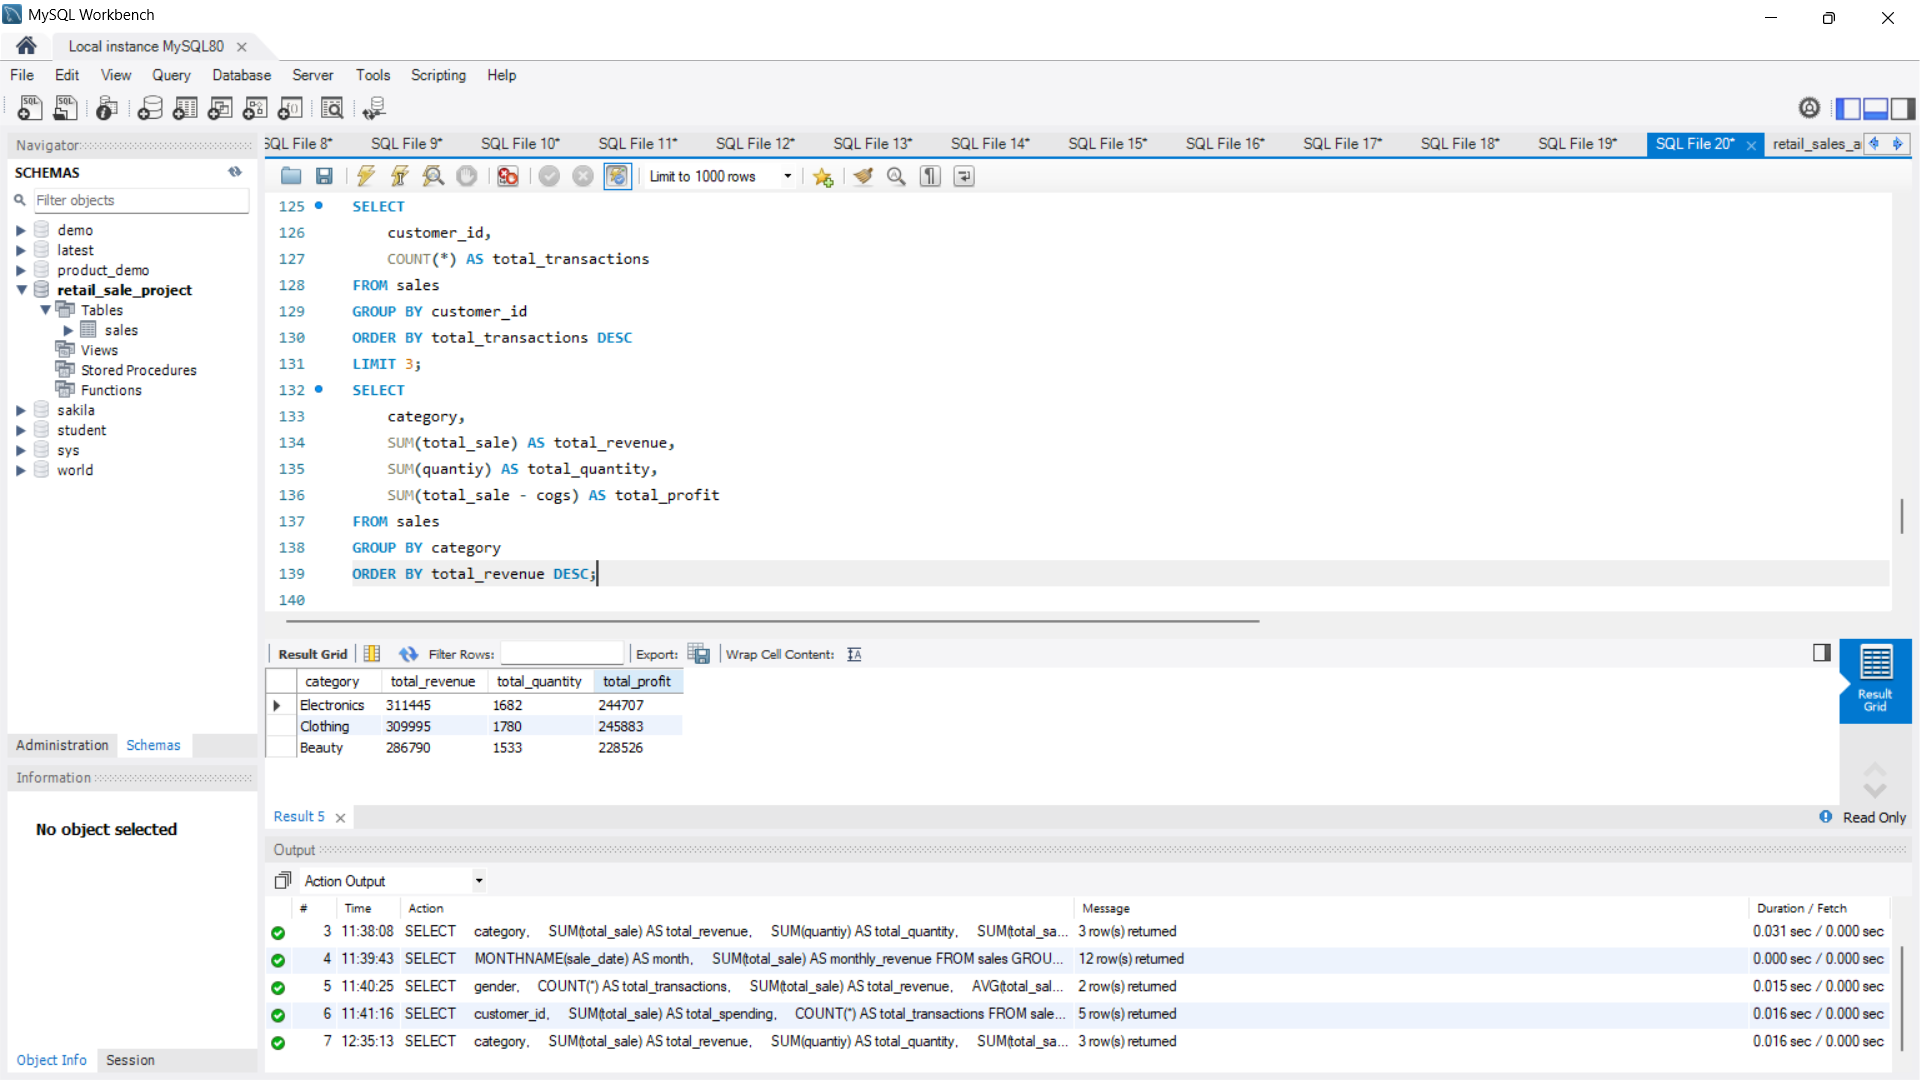 MySQL Workbench
Local instance MySQL80
File Edit View Query Database Server Tools Scripting Help
Navigator
SCHEMAS
Filter objects
demo
latest
product_demo
retail_sale_project
Tables
sales
Views
Stored Procedures
Functions
sakila
student
sys
world
Administration Schemas
Information
No object selected
Object Info Session
SQL File 8* SQL File 9* SQL File 10* SQL File 11* SQL File 12* SQL File 13* SQL File 14* SQL File 15* SQL File 16* SQL File 17* SQL File 18* SQL File 19* SQL File 20* retail_sales_a
Limit to 1000 rows
125 SELECT
126 customer_id,
127 COUNT(*) AS total_transactions
128 FROM sales
129 GROUP BY customer_id
130 ORDER BY total_transactions DESC
131 LIMIT 3;
132 SELECT
133 category,
134 SUM(total_sale) AS total_revenue,
135 SUM(quantiy) AS total_quantity,
136 SUM(total_sale - cogs) AS total_profit
137 FROM sales
138 GROUP BY category
139 ORDER BY total_revenue DESC;
140
Result Grid Filter Rows: Export: Wrap Cell Content:
category total_revenue total_quantity total_profit
Electronics 311445 1682 244707
Clothing 309995 1780 245883
Beauty 286790 1533 228526
Result Grid
Result 5
Read Only
Output
Action Output
# Time Action Message Duration / Fetch
3 11:38:08 SELECT category, SUM(total_sale) AS total_revenue, SUM(quantiy) AS total_quantity, SUM(total_sa... 3 row(s) returned 0.031 sec / 0.000 sec
4 11:39:43 SELECT MONTHNAME(sale_date) AS month, SUM(total_sale) AS monthly_revenue FROM sales GROU... 12 row(s) returned 0.000 sec / 0.000 sec
5 11:40:25 SELECT gender, COUNT(*) AS total_transactions, SUM(total_sale) AS total_revenue, AVG(total_sal... 2 row(s) returned 0.015 sec / 0.000 sec
6 11:41:16 SELECT customer_id, SUM(total_sale) AS total_spending, COUNT(*) AS total_transactions FROM sale... 5 row(s) returned 0.016 sec / 0.000 sec
7 12:35:13 SELECT category, SUM(total_sale) AS total_revenue, SUM(quantiy) AS total_quantity, SUM(total_sa... 3 row(s) returned 0.016 sec / 0.000 sec